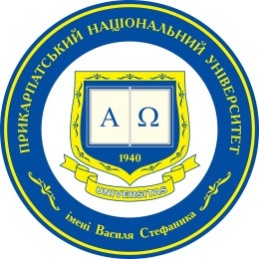 ПРИКАРПАТСЬКИЙ НАЦІОНАЛЬНИЙ УНІВЕРСИТЕТ
Α Ω
1940
UNIVERSITAS
імені Василя Стефаника